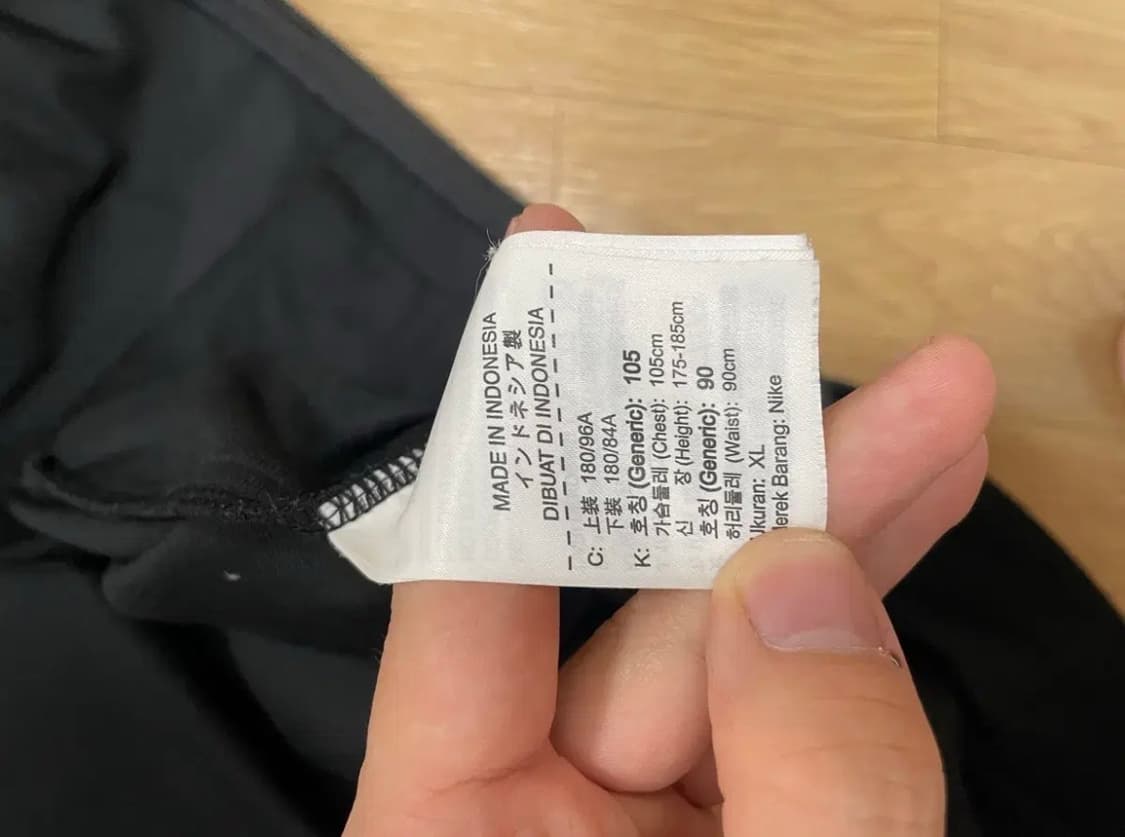 MADE IN INDONESIA
インドネシア製
DIBUAT DI INDONESIA
C: 上装 180/96A
下装 180/84A
K: 호칭 (Generic): 105
가슴둘레 (Chest): 105cm
신 장 (Height): 175-185cm
호칭 (Generic): 90
허리둘레 (Waist): 90cm
Ukuran: XL
Merek Barang: Nike